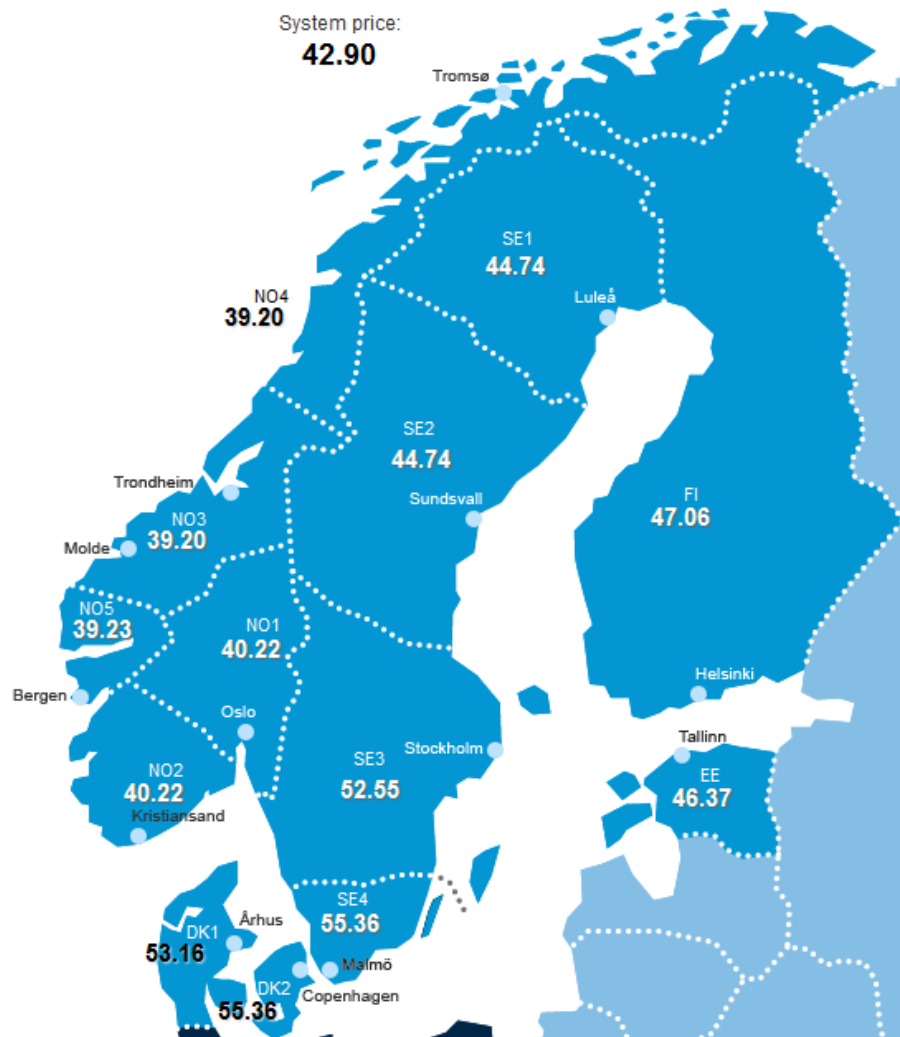 System price:
42.90
Tromsø
SE1
44.74
NO4
39.20
Luleå
SE2
44.74
Trondheim
Sundsvall
FI
47.06
NO3
39.20
Molde
NO5
39.23
NO1
40.22
Helsinki
Bergen
Oslo
Tallinn
Stockholm
SE3
52.55
NO2
40.22
EE
46.37
Kristiansand
SE4
55.36
Århus
DK1
53.16
Malmö
DK2
55.36
Copenhagen